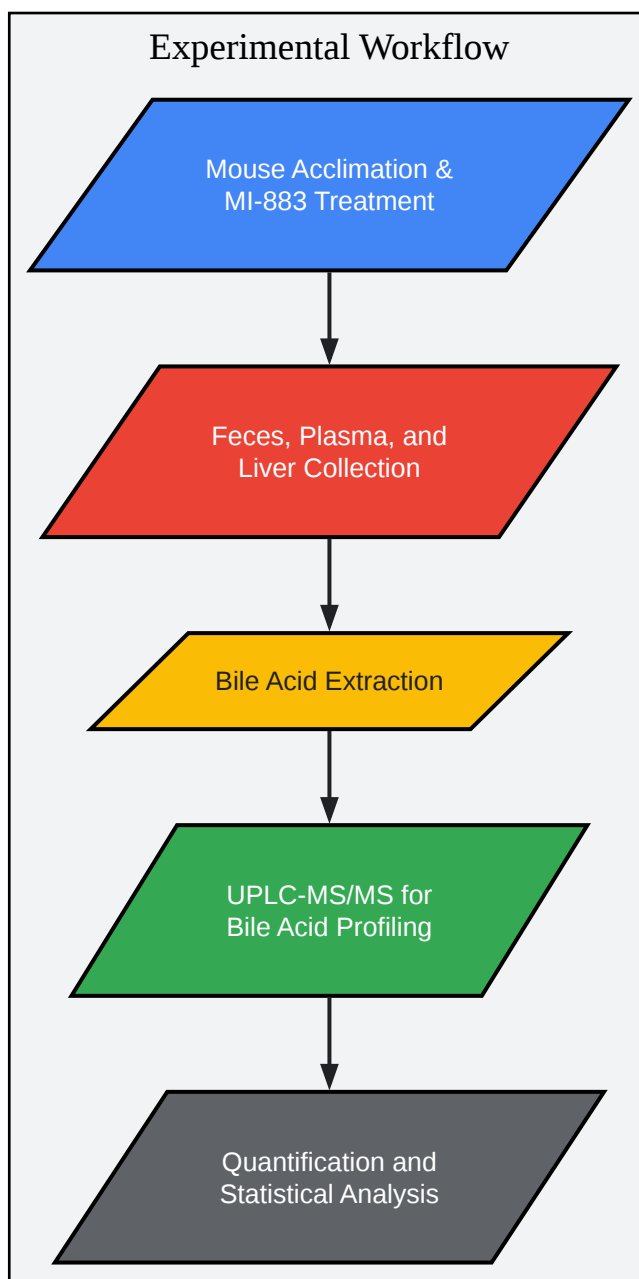 Experimental Workflow
Mouse Acclimation &
MI-883 Treatment
Feces, Plasma, and
Liver Collection
Bile Acid Extraction
UPLC-MS/MS for
Bile Acid Profiling
Quantification and
Statistical Analysis